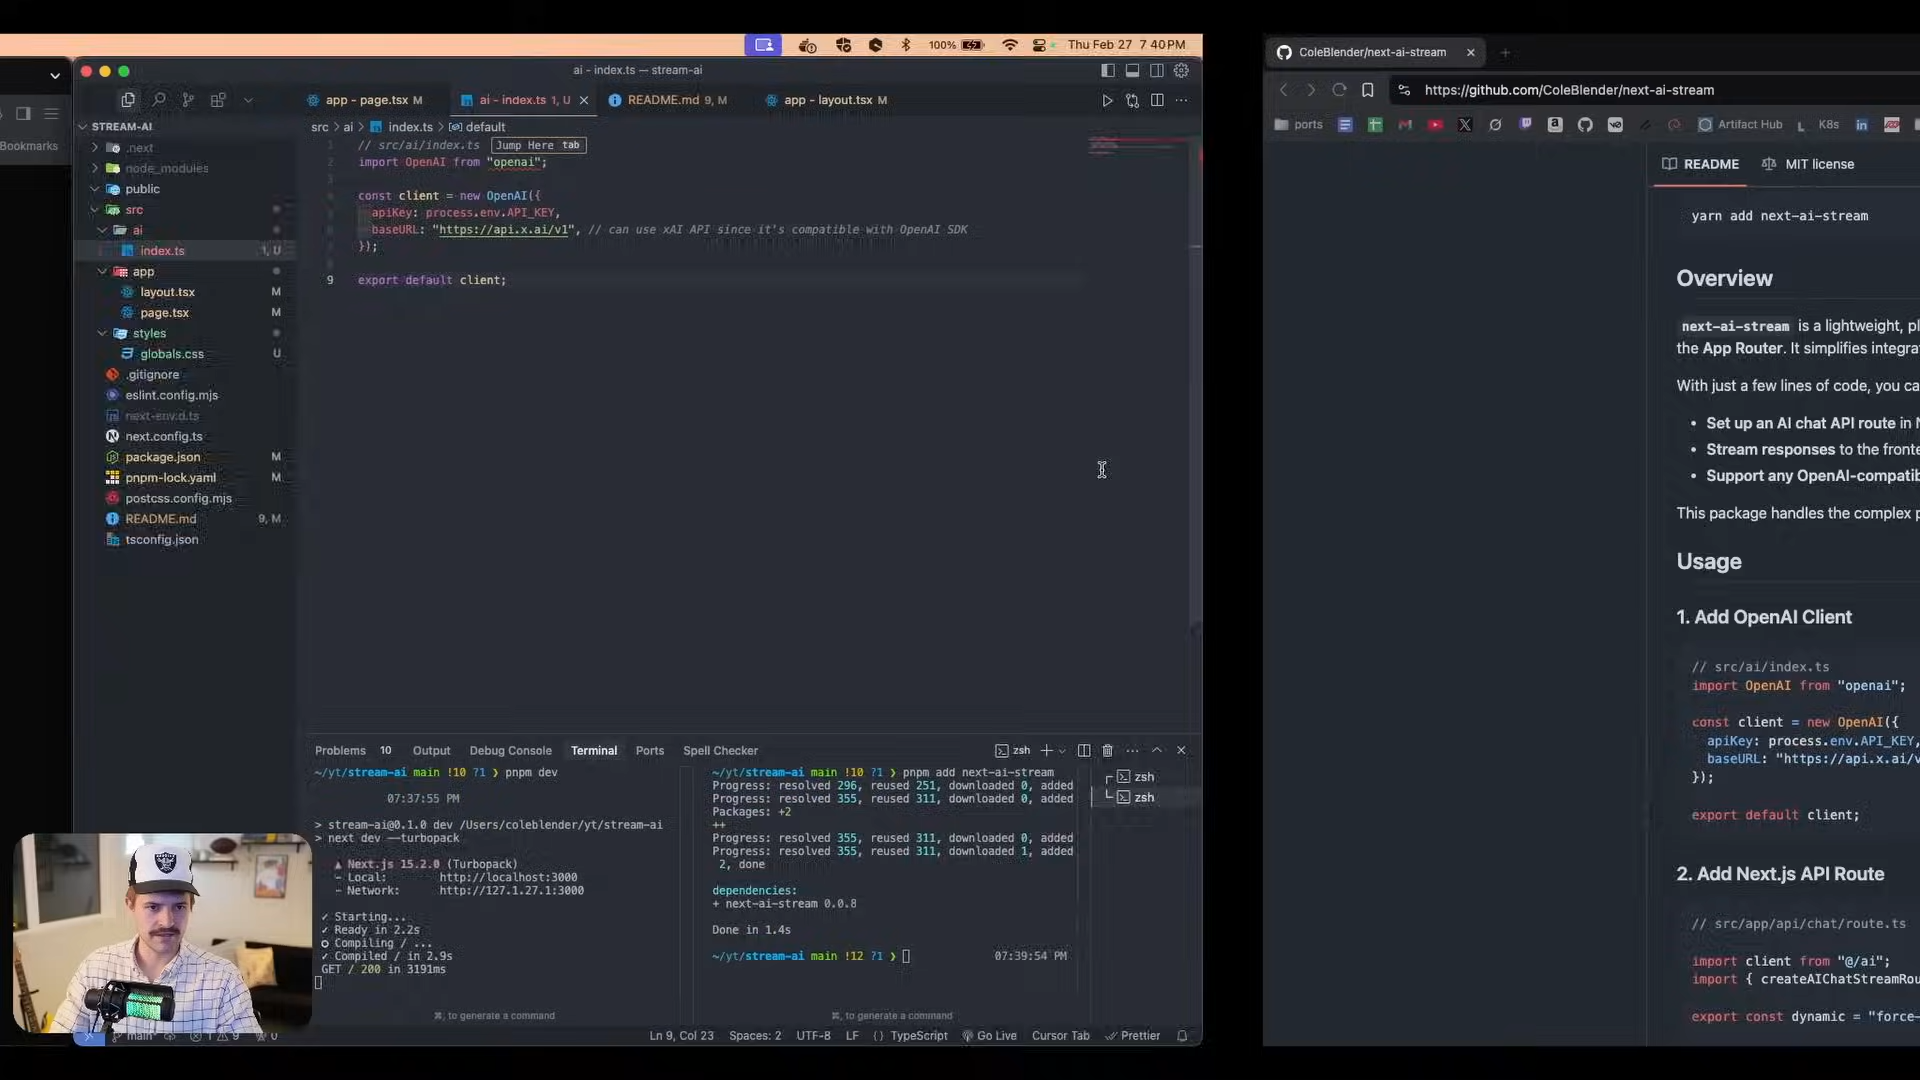 100%
Thu Feb 27 7:40 PM
Bookmarks
ai - index.ts — stream-ai
app - page.tsx M
ai - index.ts 1, U
README.md 9, M
app - layout.tsx M
STREAM-AI
.next
node_modules
public
src
ai
index.ts 1, U
app
layout.tsx M
page.tsx M
styles
globals.css U
.gitignore
eslint.config.mjs
next-env.d.ts
next.config.ts
package.json M
pnpm-lock.yaml M
postcss.config.mjs
README.md 9, M
tsconfig.json
src > ai > index.ts > default
1 // src/ai/index.ts Jump Here tab
2 import OpenAI from "openai";
3
const client = new OpenAI({
apiKey: process.env.API_KEY,
baseURL: "https://api.x.ai/v1", // can use xAI API since it's compatible with OpenAI SDK
});
9 export default client;
Problems 10 Output Debug Console Terminal Ports Spell Checker
zsh
~/yt/stream-ai main !10 ?1 ❯ pnpm dev
07:37:55 PM
> stream-ai@0.1.0 dev /Users/coleblender/yt/stream-ai
> next dev --turbopack
▲ Next.js 15.2.0 (Turbopack)
- Local: http://localhost:3000
- Network: http://127.1.27.1:3000
✓ Starting...
✓ Ready in 2.2s
○ Compiling / ...
✓ Compiled / in 2.9s
GET / 200 in 3191ms
⌘, to generate a command
~/yt/stream-ai main !10 ?1 ❯ pnpm add next-ai-stream
Progress: resolved 296, reused 251, downloaded 0, added
Progress: resolved 355, reused 311, downloaded 0, added
Packages: +2
++
Progress: resolved 355, reused 311, downloaded 0, added
Progress: resolved 355, reused 311, downloaded 1, added
2, done
dependencies:
+ next-ai-stream 0.0.8
Done in 1.4s
~/yt/stream-ai main !12 ?1 ❯
07:39:54 PM
⌘, to generate a command
zsh
zsh
main
1 9
0
Ln 9, Col 23 Spaces: 2 UTF-8 LF {} TypeScript Go Live Cursor Tab Prettier
ColeBlender/next-ai-stream
https://github.com/ColeBlender/next-ai-stream
ports
Artifact Hub
K8s
README
MIT license
yarn add next-ai-stream
Overview
next-ai-stream is a lightweight, pl
the App Router. It simplifies integra
With just a few lines of code, you ca
• Set up an AI chat API route in N
• Stream responses to the fronte
• Support any OpenAI-compatib
This package handles the complex p
Usage
1. Add OpenAI Client
// src/ai/index.ts
import OpenAI from "openai";
const client = new OpenAI({
apiKey: process.env.API_KEY,
baseURL: "https://api.x.ai/v
});
export default client;
2. Add Next.js API Route
// src/app/api/chat/route.ts
import client from "@/ai";
import { createAIChatStreamRou
export const dynamic = "force-